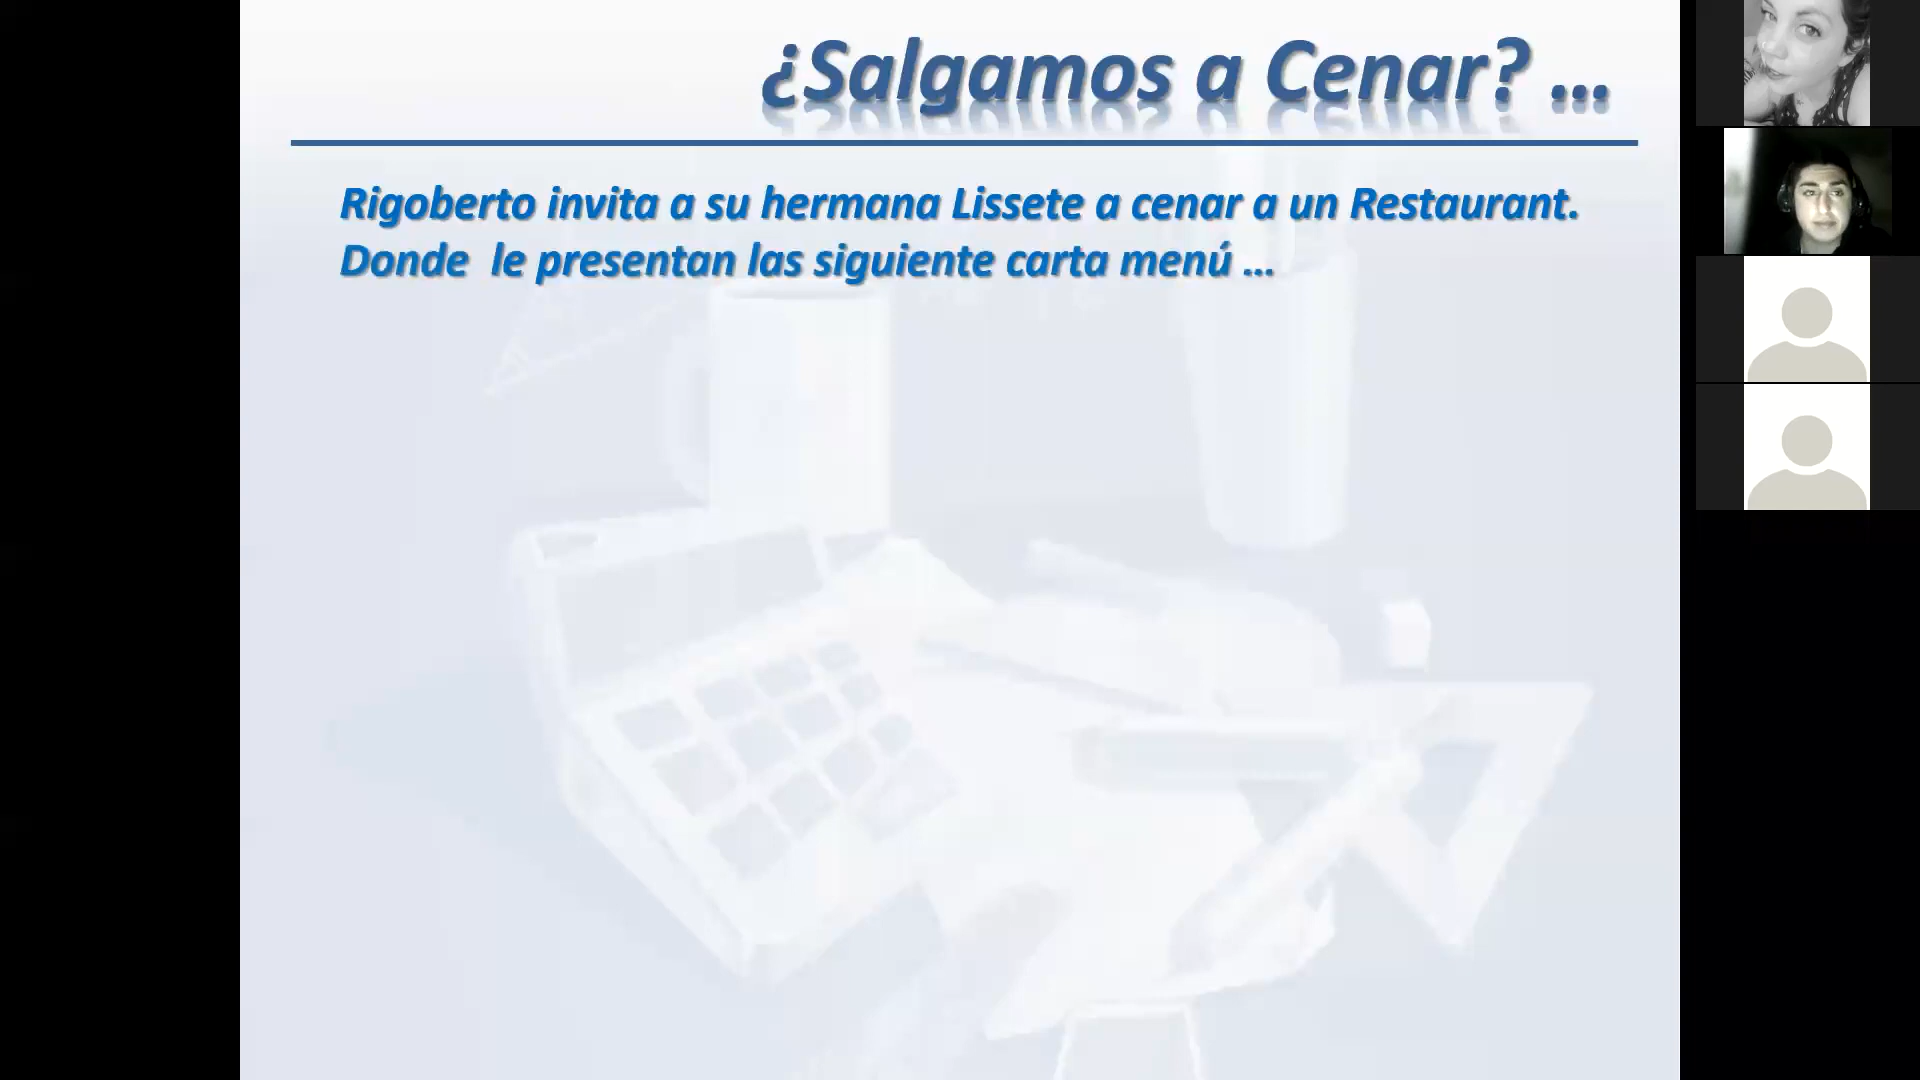 ¿Salgamos a Cenar? ...
Rigoberto invita a su hermana Lissete a cenar a un Restaurant.
Donde le presentan las siguiente carta menú ...